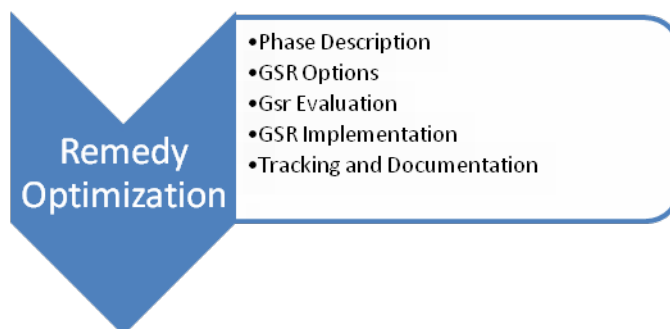 Remedy
Optimization
•Phase Description
•GSR Options
•Gsr Evaluation
•GSR Implementation
•Tracking and Documentation